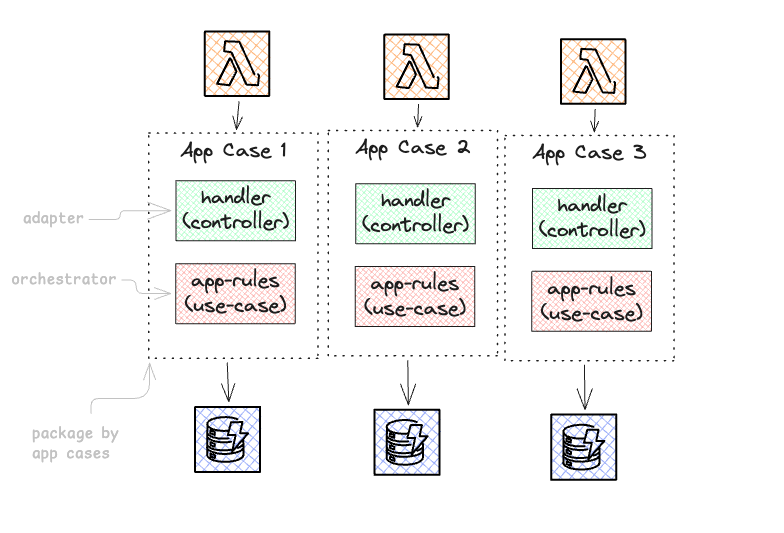 App Case 1
App Case 2
App Case 3
adapter
handler
(controller)
handler
(controller)
handler
(controller)
orchestrator
app-rules
(use-case)
app-rules
(use-case)
app-rules
(use-case)
package by
app cases